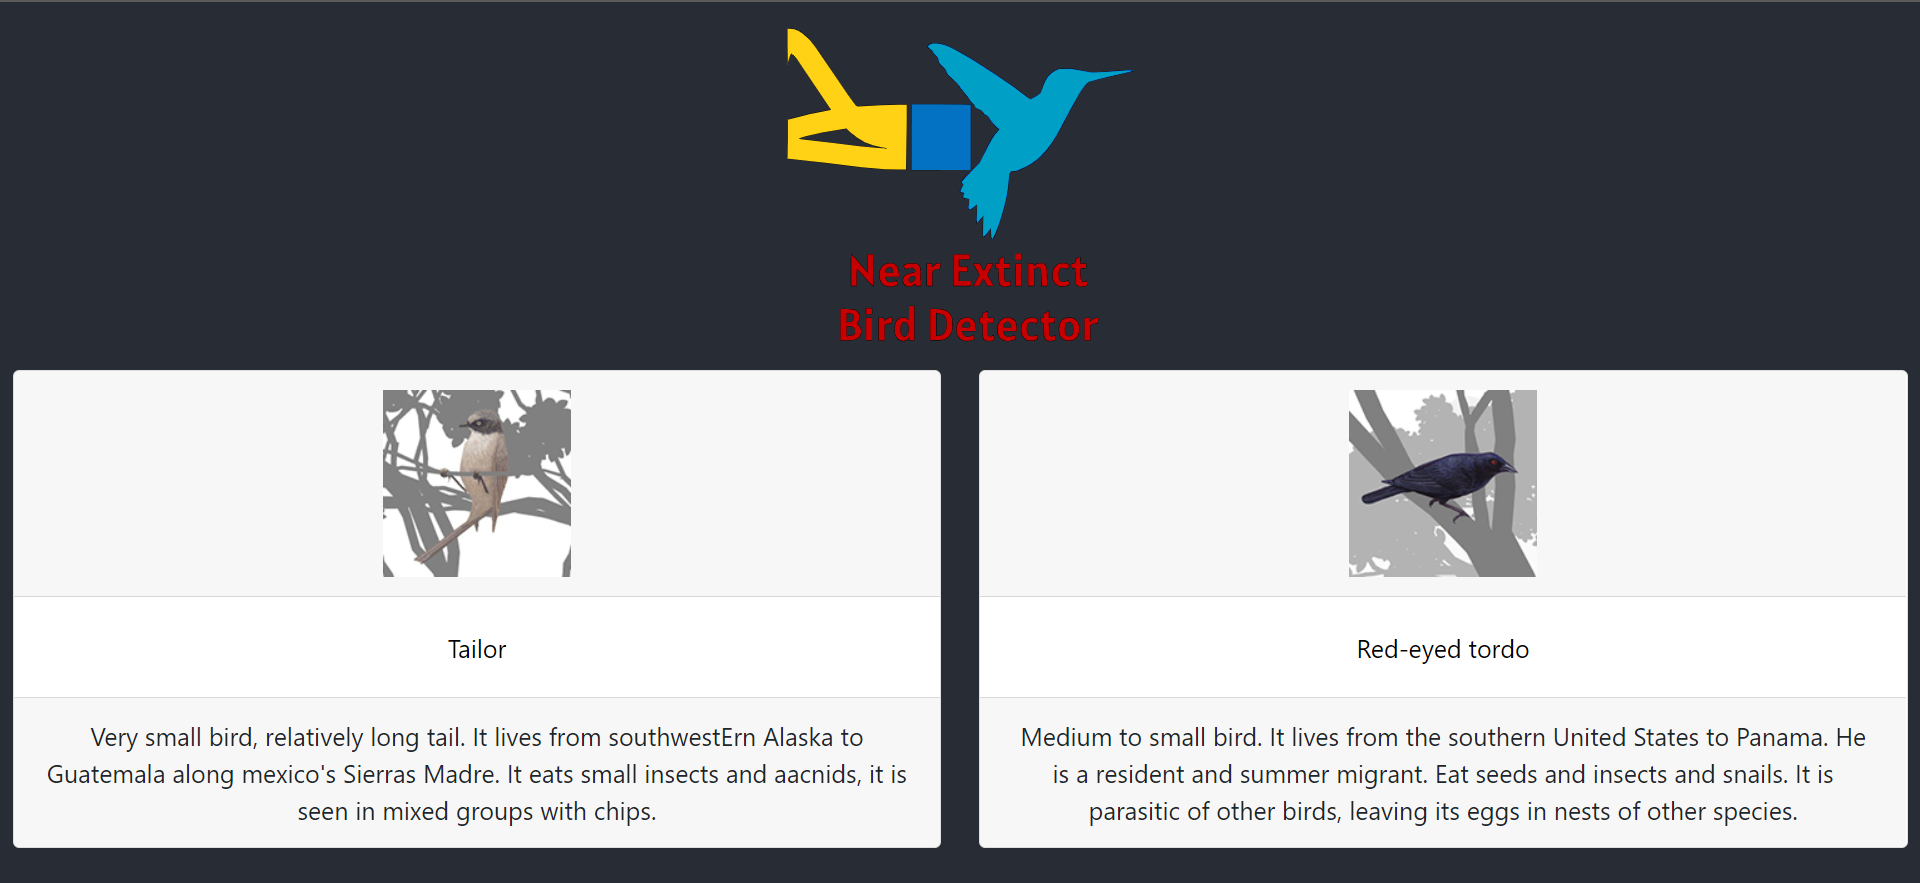 Near Extinct
Bird Detector
Tailor
Very small bird, relatively long tail. It lives from southwestErn Alaska to
Guatemala along mexico's Sierras Madre. It eats small insects and aacnids, it is
seen in mixed groups with chips.
Red-eyed tordo
Medium to small bird. It lives from the southern United States to Panama. He
is a resident and summer migrant. Eat seeds and insects and snails. It is
parasitic of other birds, leaving its eggs in nests of other species.